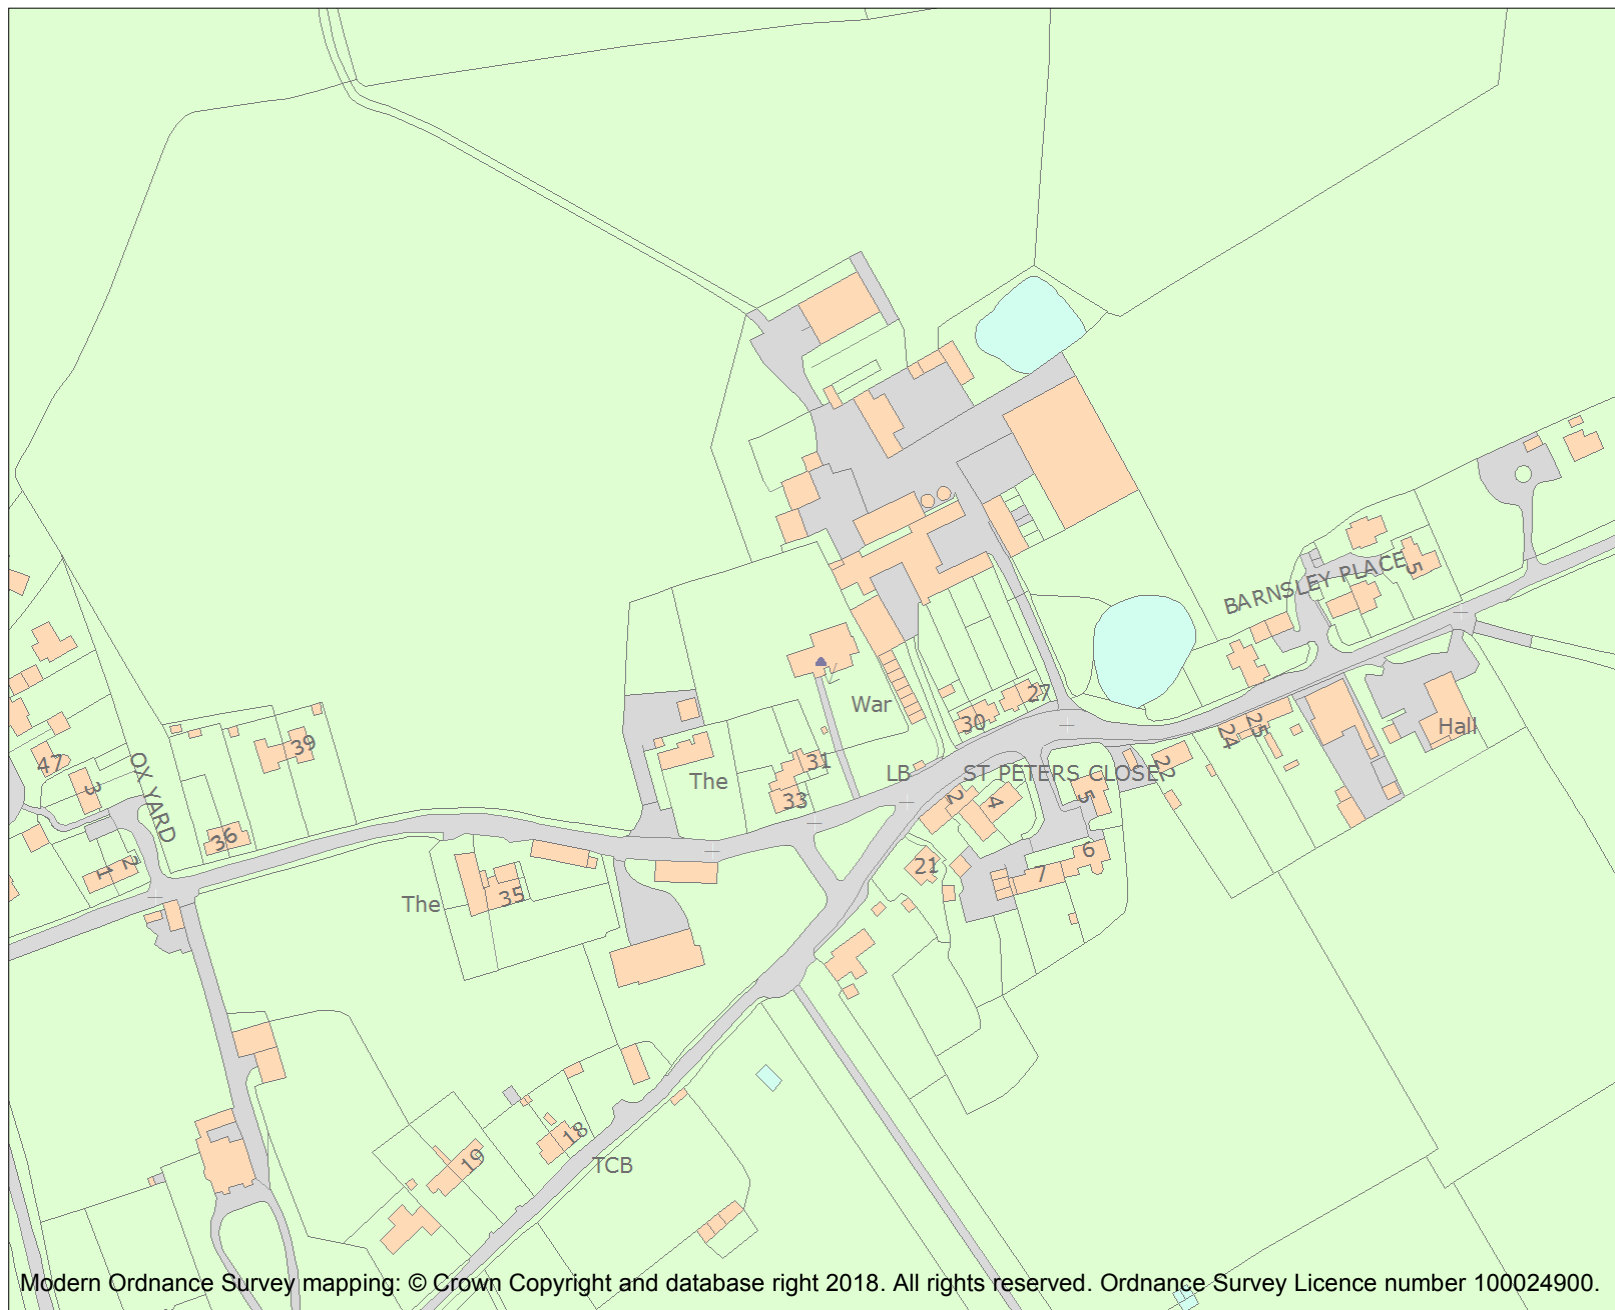 BARNSLEY PLACE
5
27
War
30
24
25
Hall
39
OX YARD
47
3
31
The
LB
ST PETERS CLOSE
22
33
2
4
5
36
2
1
21
6
7
The
35
18
19
TCB
Modern Ordnance Survey mapping: © Crown Copyright and database right 2018. All rights reserved. Ordnance Survey Licence number 100024900.